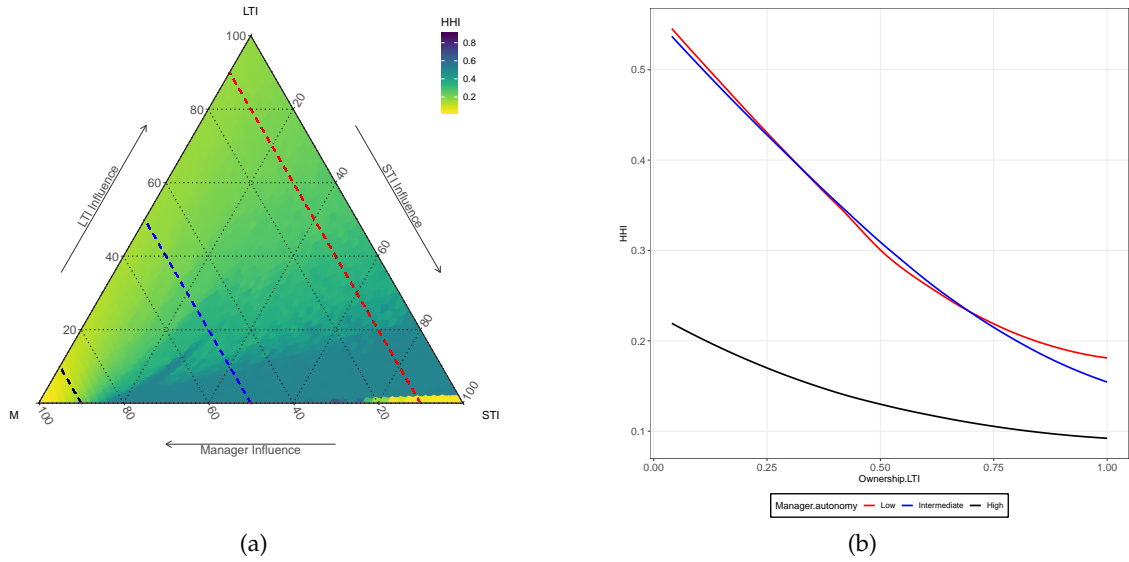 LTI
HHI
0.8
0.6
0.4
0.2
100
80
60
40
20
20
40
60
80
100
100
80
60
40
20
M
STI
LTI Influence
STI Influence
Manager Influence
(a)
HHI
0.5
0.4
0.3
0.2
0.1
0.00 0.25 0.50 0.75 1.00
Ownership.LTI
Manager.autonomy Low Intermediate High
(b)